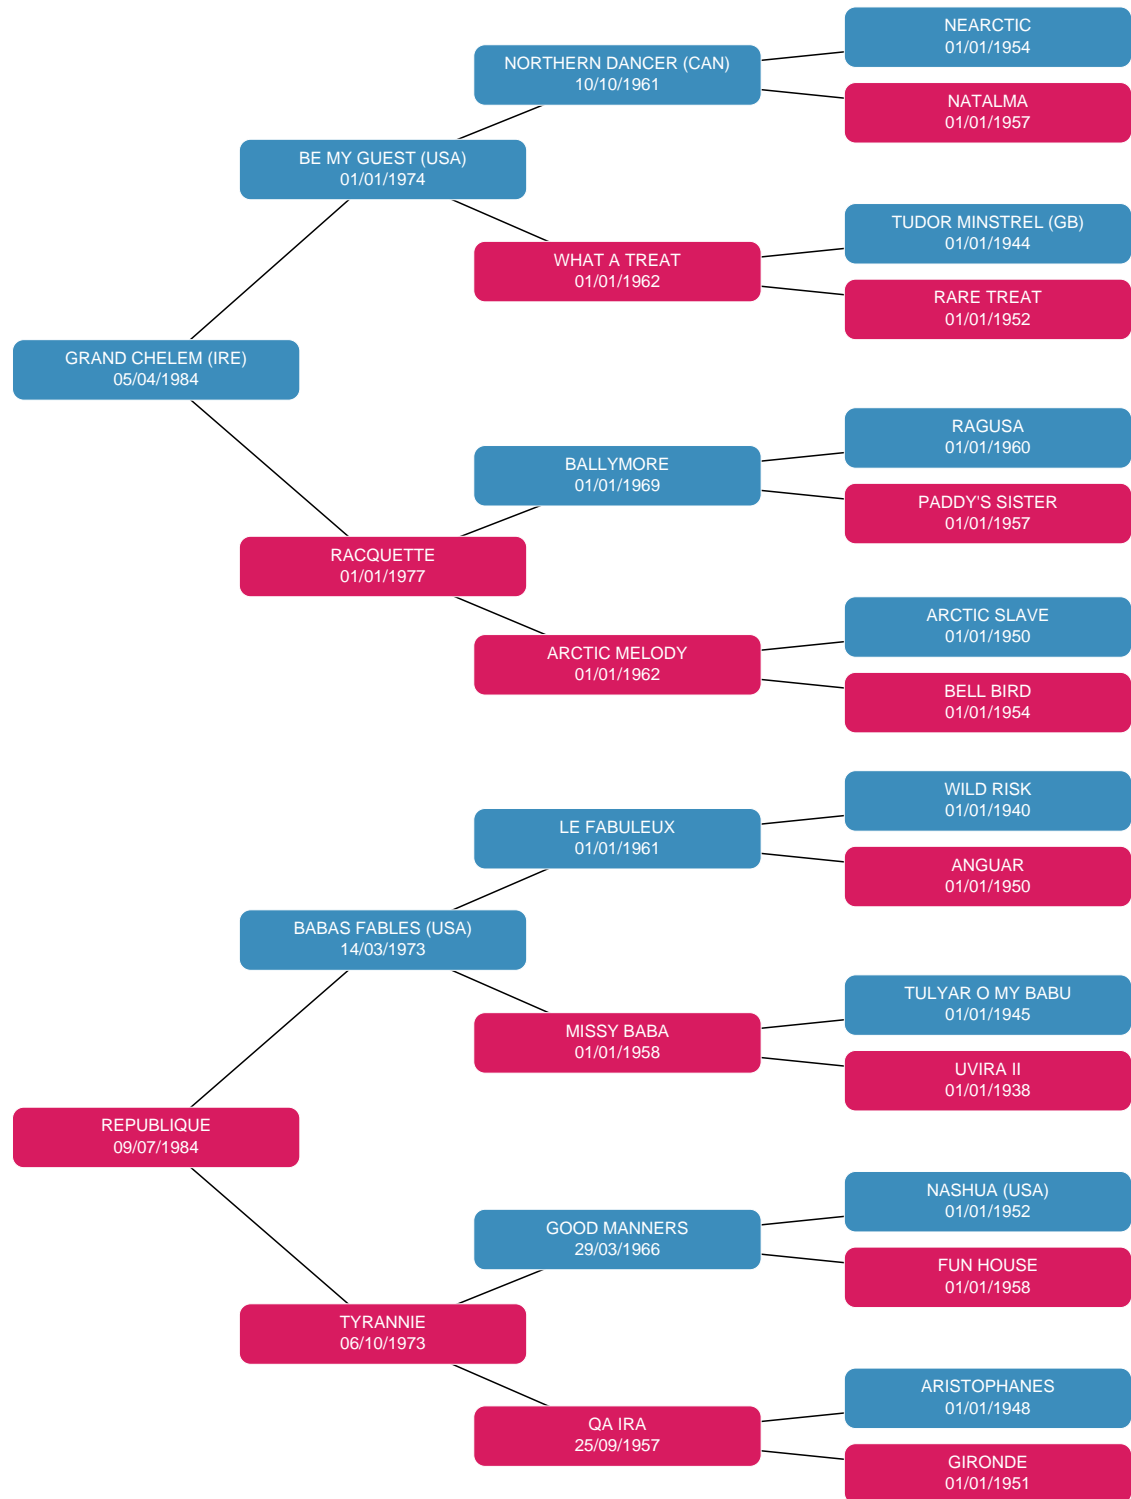 NEARCTIC
01/01/1954
NORTHERN DANCER (CAN)
10/10/1961
NATALMA
01/01/1957
BE MY GUEST (USA)
01/01/1974
TUDOR MINSTREL (GB)
01/01/1944
WHAT A TREAT
01/01/1962
RARE TREAT
01/01/1952
GRAND CHELEM (IRE)
05/04/1984
RAGUSA
01/01/1960
BALLYMORE
01/01/1969
PADDY'S SISTER
01/01/1957
RACQUETTE
01/01/1977
ARCTIC SLAVE
01/01/1950
ARCTIC MELODY
01/01/1962
BELL BIRD
01/01/1954
WILD RISK
01/01/1940
LE FABULEUX
01/01/1961
ANGUAR
01/01/1950
BABAS FABLES (USA)
14/03/1973
TULYAR O MY BABU
01/01/1945
MISSY BABA
01/01/1958
UVIRA II
01/01/1938
REPUBLIQUE
09/07/1984
NASHUA (USA)
01/01/1952
GOOD MANNERS
29/03/1966
FUN HOUSE
01/01/1958
TYRANNIE
06/10/1973
ARISTOPHANES
01/01/1948
QA IRA
25/09/1957
GIRONDE
01/01/1951